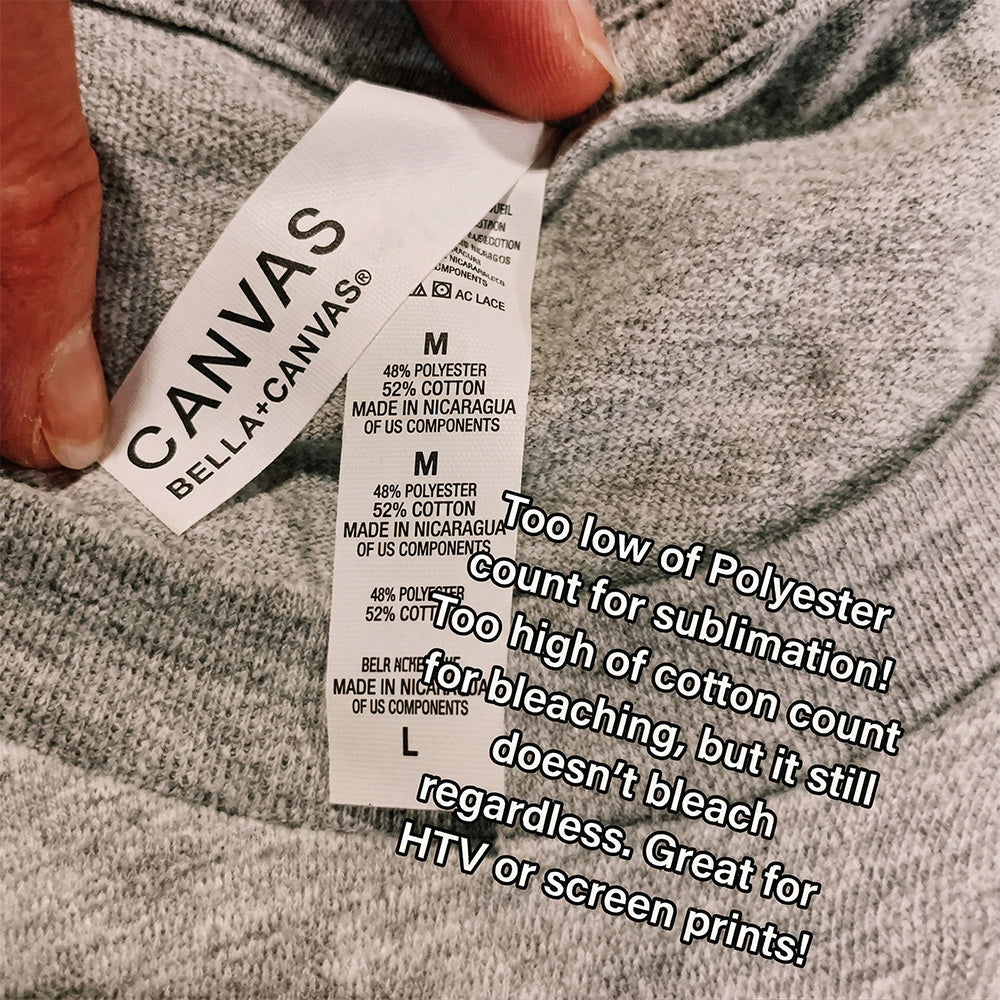 CANVAS
BELLA+CANVAS®
AC LACE
M
48% POLYESTER
52% COTTON
MADE IN NICARAGUA
OF US COMPONENTS
M
48% POLYESTER
52% COTTON
MADE IN NICARAGUA
OF US COMPONENTS
48% POLYESTER
52%
MADE IN
OF US COMPONENTS
L
Too low of Polyester
count for sublimation!
Too high of cotton count
for bleaching, but it still
doesn't bleach
regardless. Great for
HTV or screen prints!